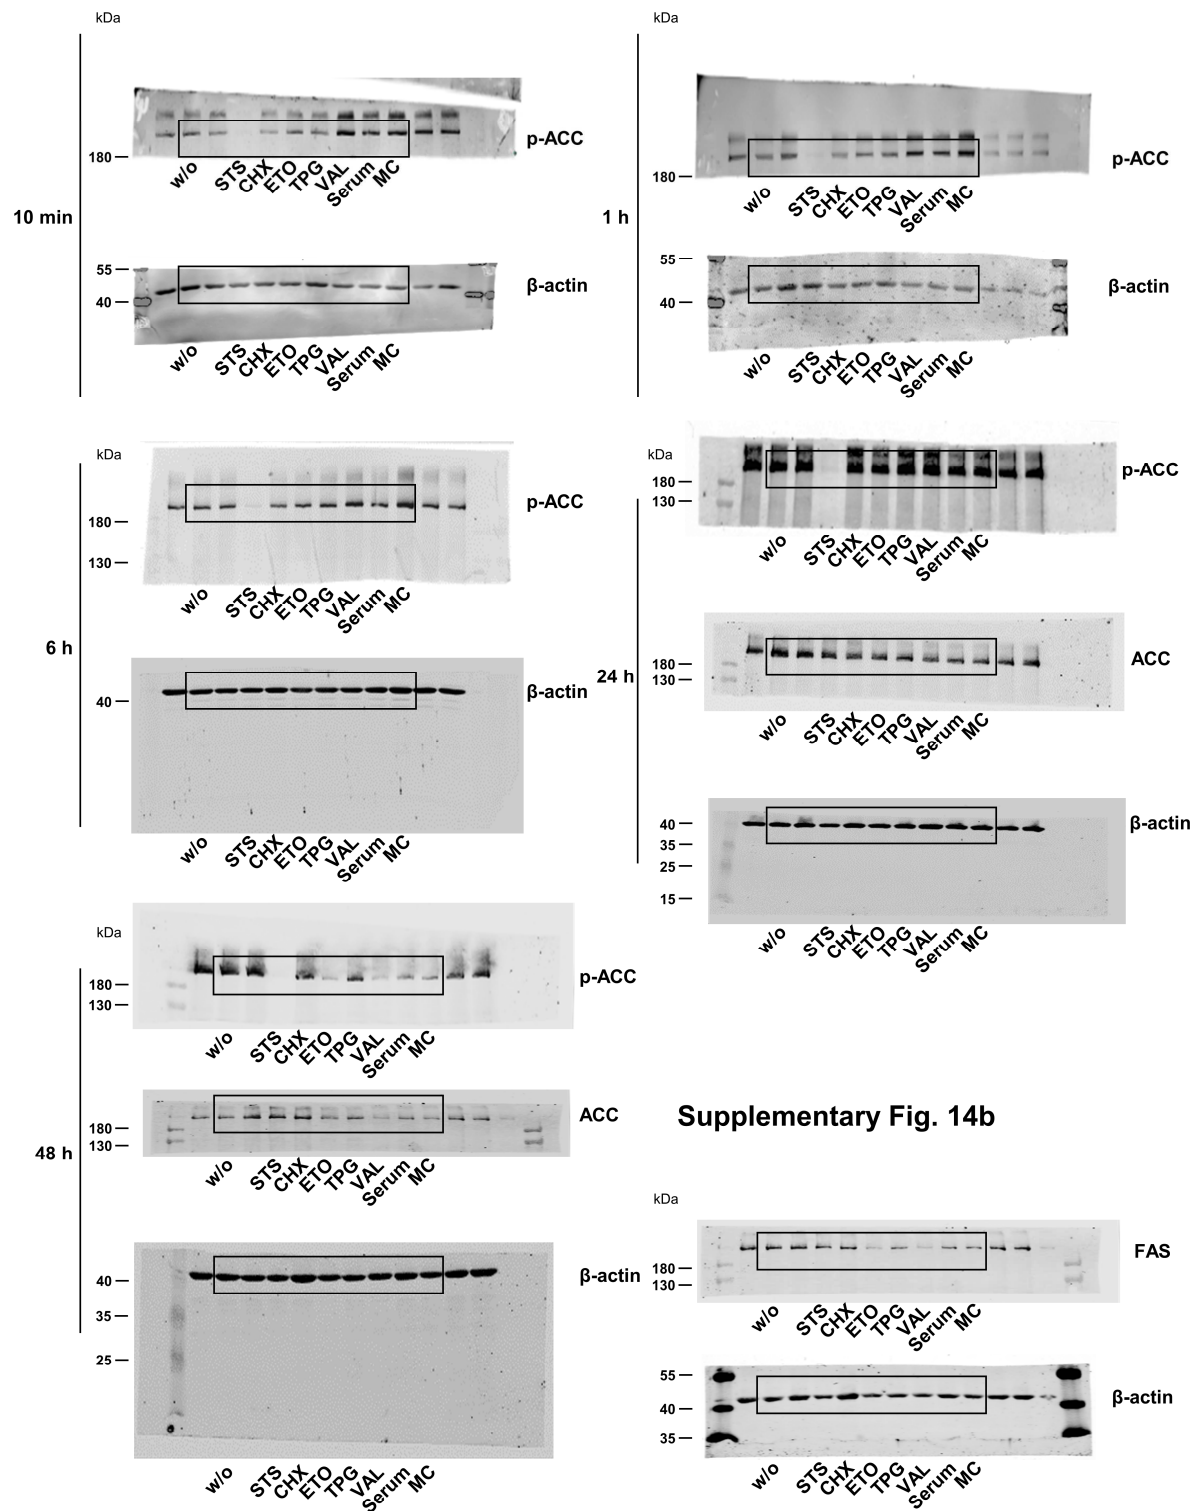 kDa
p-ACC
180
w/o STS CHX ETO TPG VAL Serum MC
10 min
55
40
β-actin
w/o STS CHX ETO TPG VAL Serum MC
kDa
p-ACC
180
w/o STS CHX ETO TPG VAL Serum MC
1 h
55
40
β-actin
w/o STS CHX ETO TPG VAL Serum MC
kDa
p-ACC
180
130
w/o STS CHX ETO TPG VAL Serum MC
6 h
40
β-actin
w/o STS CHX ETO TPG VAL Serum MC
kDa
p-ACC
180
130
w/o STS CHX ETO TPG VAL Serum MC
24 h
ACC
180
130
w/o STS CHX ETO TPG VAL Serum MC
40
β-actin
35
25
15
w/o STS CHX ETO TPG VAL Serum MC
kDa
p-ACC
180
130
w/o STS CHX ETO TPG VAL Serum MC
48 h
ACC
180
130
w/o STS CHX ETO TPG VAL Serum MC
40
β-actin
35
25
w/o STS CHX ETO TPG VAL Serum MC
Supplementary Fig. 14b
kDa
FAS
180
130
w/o STS CHX ETO TPG VAL Serum MC
55
40
β-actin
35
w/o STS CHX ETO TPG VAL Serum MC